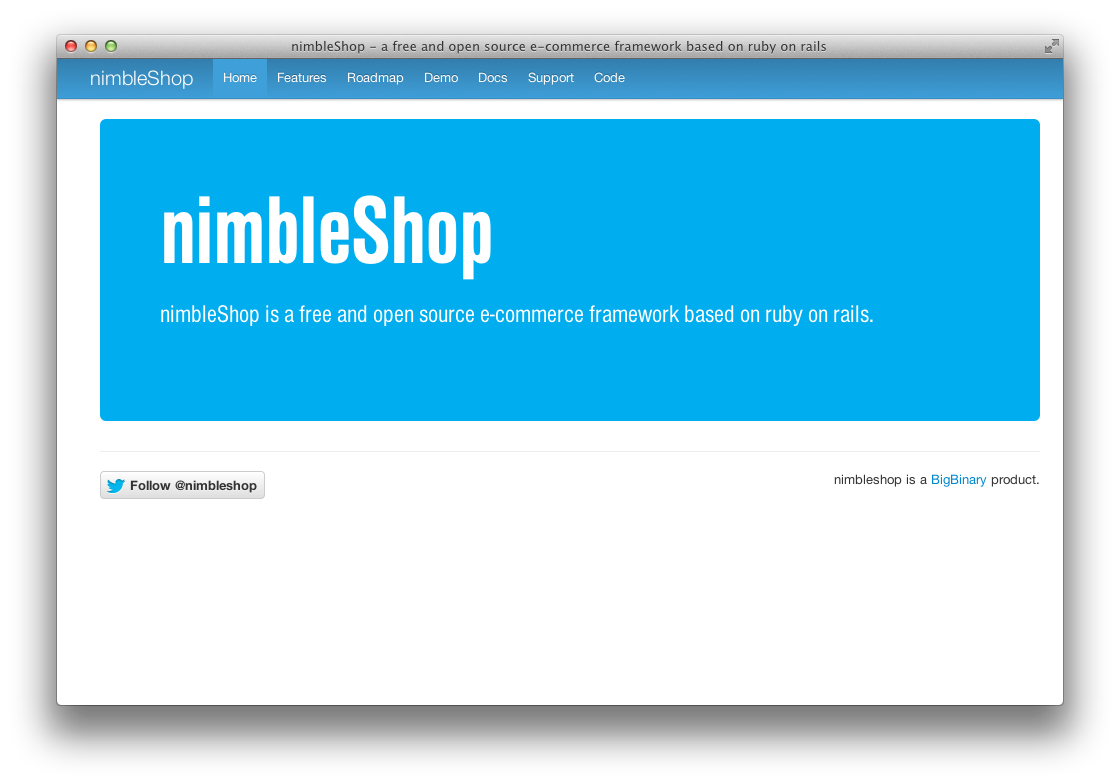 nimbleShop – a free and open source e-commerce framework based on ruby on rails
nimbleShop Home Features Roadmap Demo Docs Support Code
nimbleShop
nimbleShop is a free and open source e-commerce framework based on ruby on rails.
Follow @nimbleshop
nimbleshop is a BigBinary product.